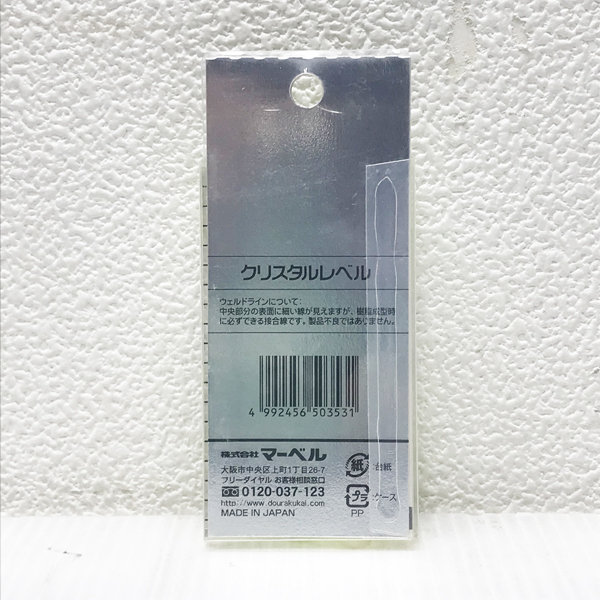 クリスタルレベル
ウェルドラインについて：
中央部分の表面に細い線が見えますが、樹脂成型時
に必ずできる接合線です。製品不良ではありません。
4 992456 503531
株式会社 マーベル
大阪市中央区上町1丁目26-7
フリーダイヤル お客様相談窓口
0120-037-123
http://www.dourakukai.com/
MADE IN JAPAN
紙 台紙
プラ ケース
PP